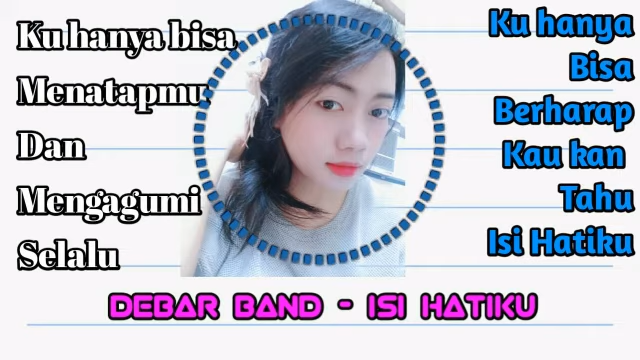 Ku hanya bisa
Menatapmu
Dan
Mengagumi
Selalu
Ku hanya
Bisa
Berharap
Kau kan
Tahu
Isi Hatiku
DEBAR BAND - ISI HATIKU